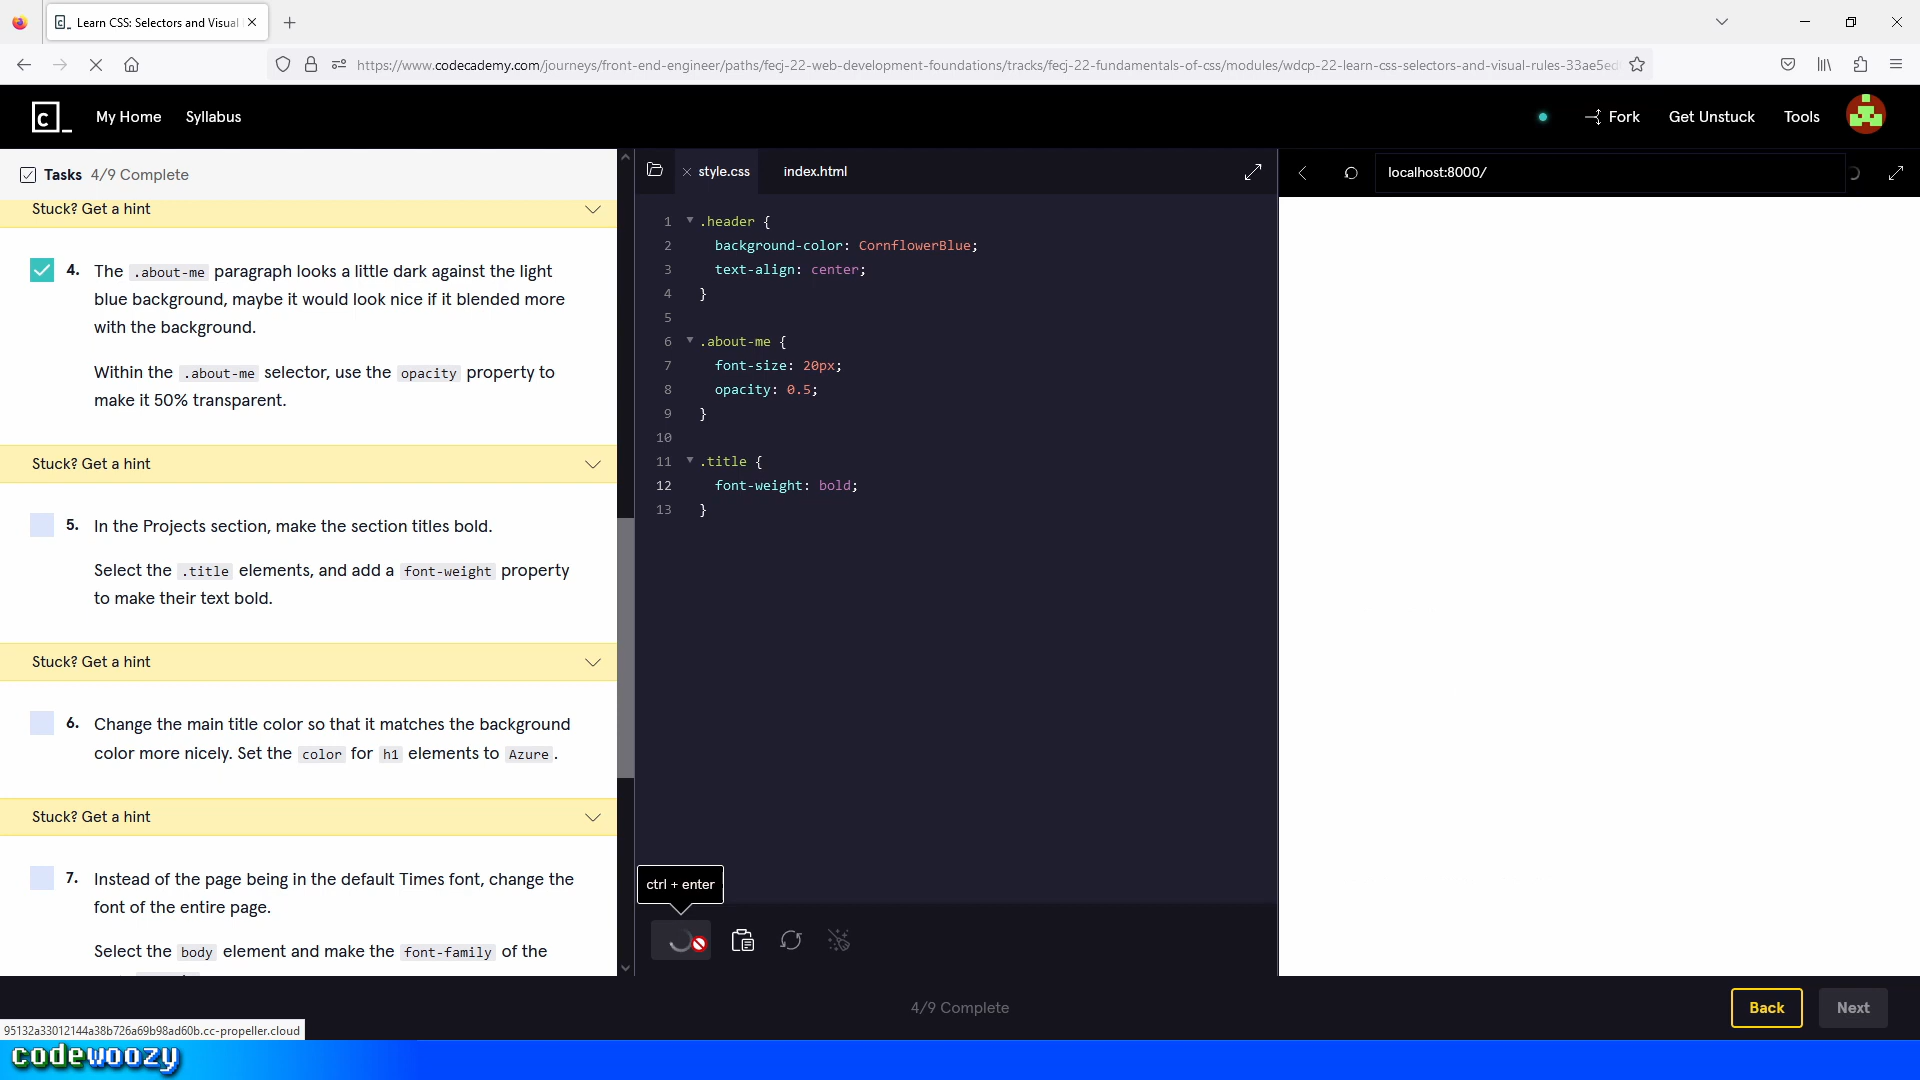 Learn CSS: Selectors and Visual
https://www.codecademy.com/journeys/front-end-engineer/paths/fecj-22-web-development-foundations/tracks/fecj-22-fundamentals-of-css/modules/wdcp-22-learn-css-selectors-and-visual-rules-33ae5ed
c_ My Home Syllabus Fork Get Unstuck Tools
Tasks 4/9 Complete
Stuck? Get a hint
4. The .about-me paragraph looks a little dark against the light
blue background, maybe it would look nice if it blended more
with the background.
Within the .about-me selector, use the opacity property to
make it 50% transparent.
Stuck? Get a hint
5. In the Projects section, make the section titles bold.
Select the .title elements, and add a font-weight property
to make their text bold.
Stuck? Get a hint
6. Change the main title color so that it matches the background
color more nicely. Set the color for h1 elements to Azure.
Stuck? Get a hint
7. Instead of the page being in the default Times font, change the
font of the entire page.
Select the body element and make the font-family of the
style.css index.html
1 .header {
2 background-color: CornflowerBlue;
3 text-align: center;
4 }
5
6 .about-me {
7 font-size: 20px;
8 opacity: 0.5;
9 }
10
11 .title {
12 font-weight: bold;
13 }
ctrl + enter
localhost:8000/
4/9 Complete
Back Next
95132a33012144a38b726a69b98ad60b.cc-propeller.cloud
codewoozy